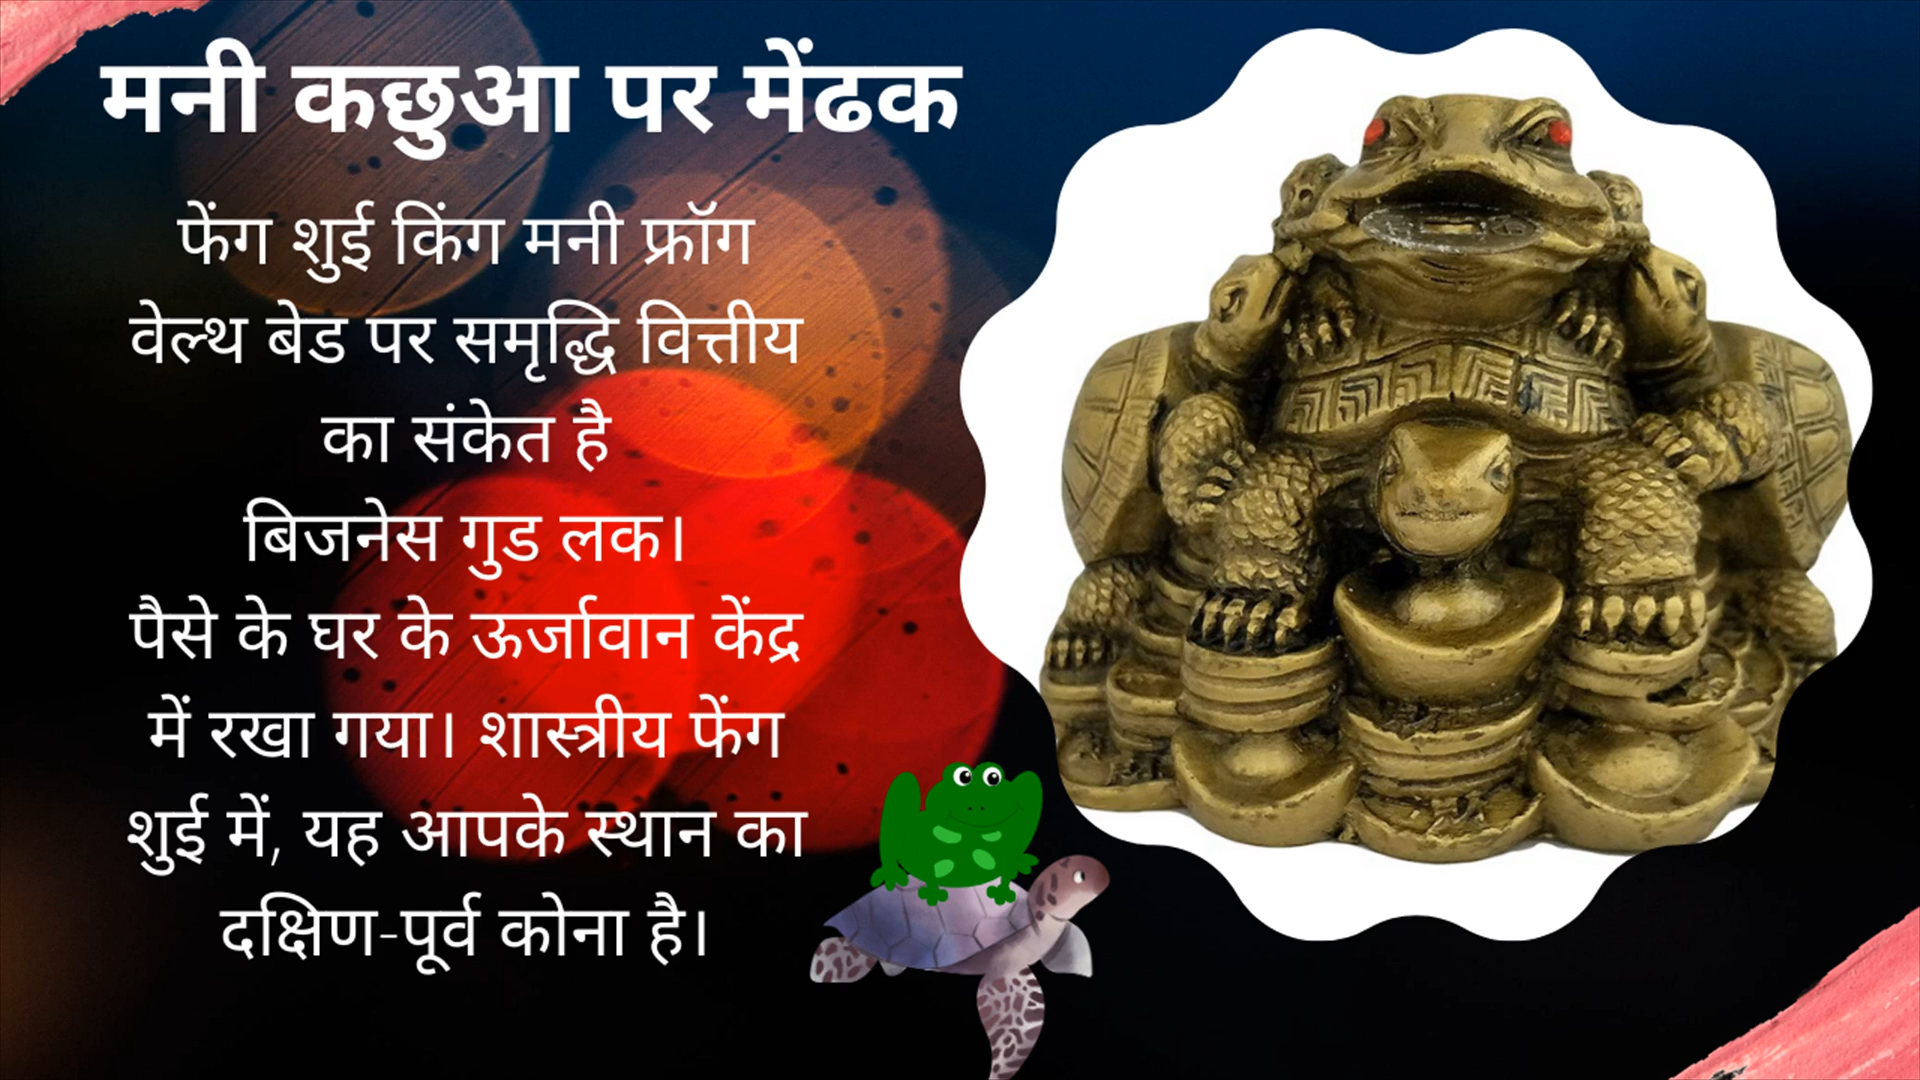 मनी कछुआ पर मेंढक
फेंग शुई किंग मनी फ्रॉग
वेल्थ बेड पर समृद्धि वित्तीय
का संकेत है
बिजनेस गुड लक।
पैसे के घर के ऊर्जावान केंद्र
में रखा गया। शास्त्रीय फेंग
शुई में, यह आपके स्थान का
दक्षिण-पूर्व कोना है।